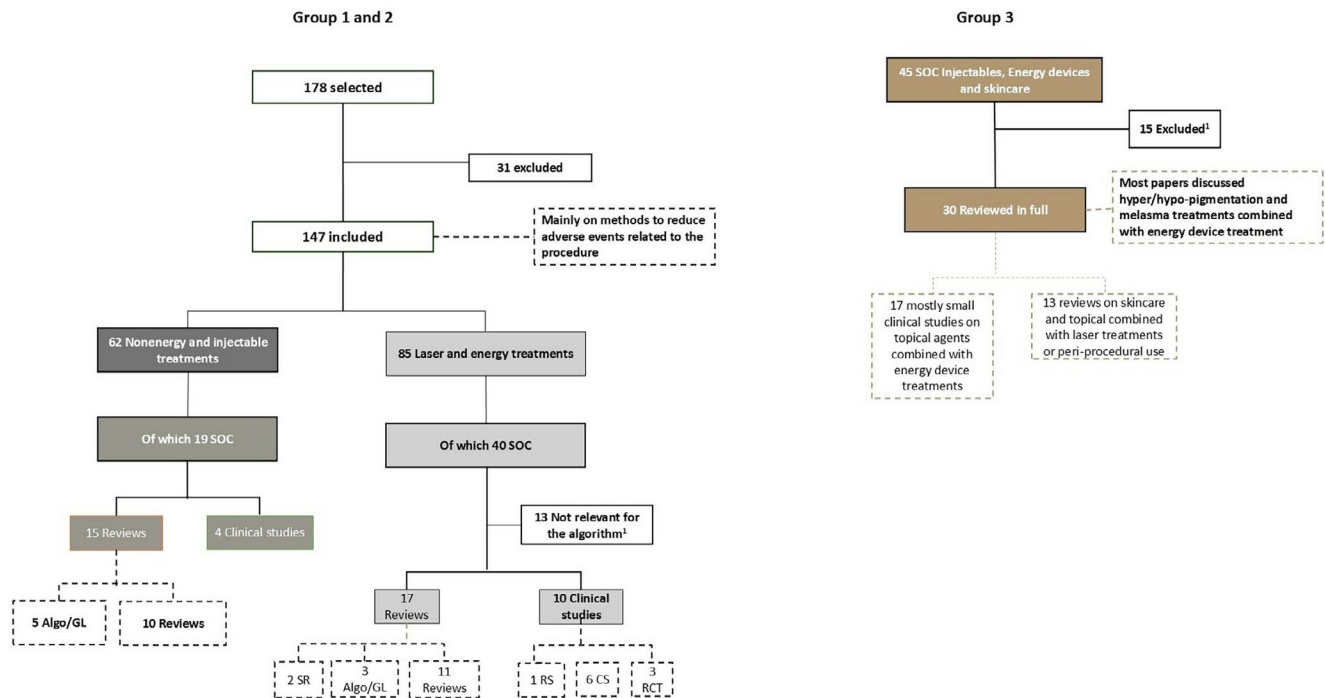 Group 1 and 2
178 selected
31 excluded
147 included
Mainly on methods to reduce
adverse events related to the
procedure
62 Nonenergy and injectable
treatments
85 Laser and energy treatments
Of which 19 SOC
Of which 40 SOC
15 Reviews
4 Clinical studies
13 Not relevant for
the algorithm¹
5 Algo/GL
10 Reviews
17
Reviews
10 Clinical
studies
2 SR
3
Algo/GL
11
Reviews
1 RS
6 CS
3
RCT
Group 3
45 SOC Injectables, Energy devices
and skincare
15 Excluded¹
30 Reviewed in full
Most papers discussed
hyper/hypo-pigmentation and
melasma treatments combined
with energy device treatment
17 mostly small
clinical studies on
topical agents
combined with
energy device
treatments
13 reviews on skincare
and topical combined
with laser treatments
or peri-procedural use